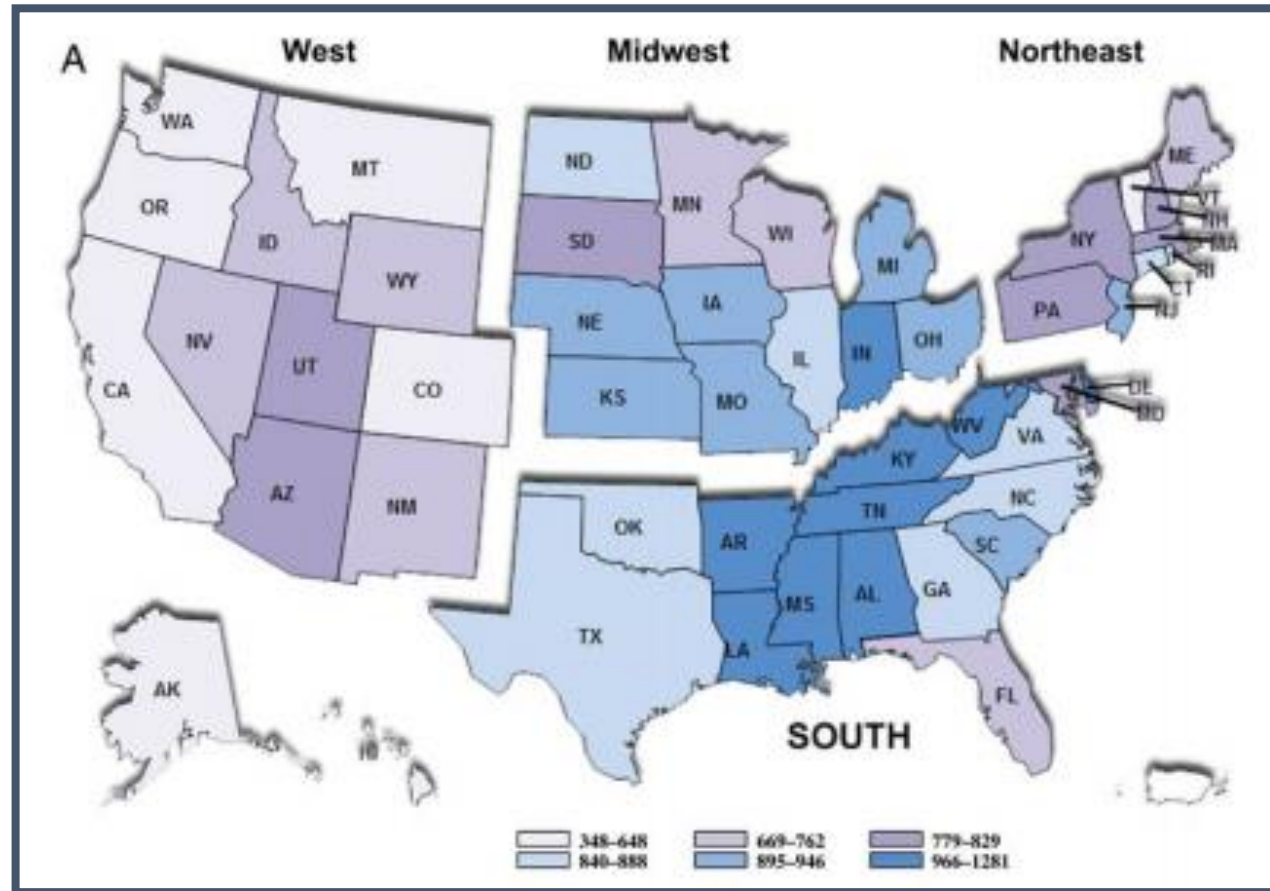 A
West
Midwest
Northeast
WA
MT
OR
ID
WY
NV
UT
CO
CA
AZ
NM
AK
HI
ND
SD
MN
WI
MI
NE
IA
IL
IN
OH
KS
MO
ME
VT
NH
MA
RI
CT
NJ
NY
PA
DE
MD
WV
VA
KY
TN
NC
SC
OK
AR
TX
LA
MS
AL
GA
FL
SOUTH
348–648
669–762
779–829
840–888
895–946
966–1281